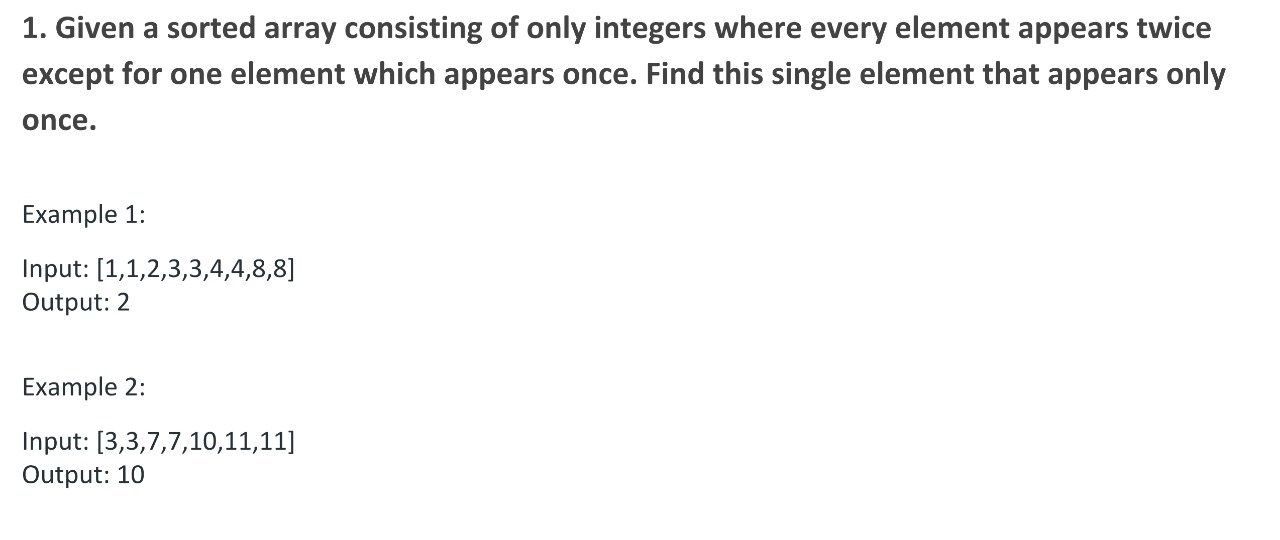 1. Given a sorted array consisting of only integers where every element appears twice
except for one element which appears once. Find this single element that appears only
once.
Example 1:
Input: [1,1,2,3,3,4,4,8,8]
Output: 2
Example 2:
Input: [3,3,7,7,10,11,11]
Output: 10